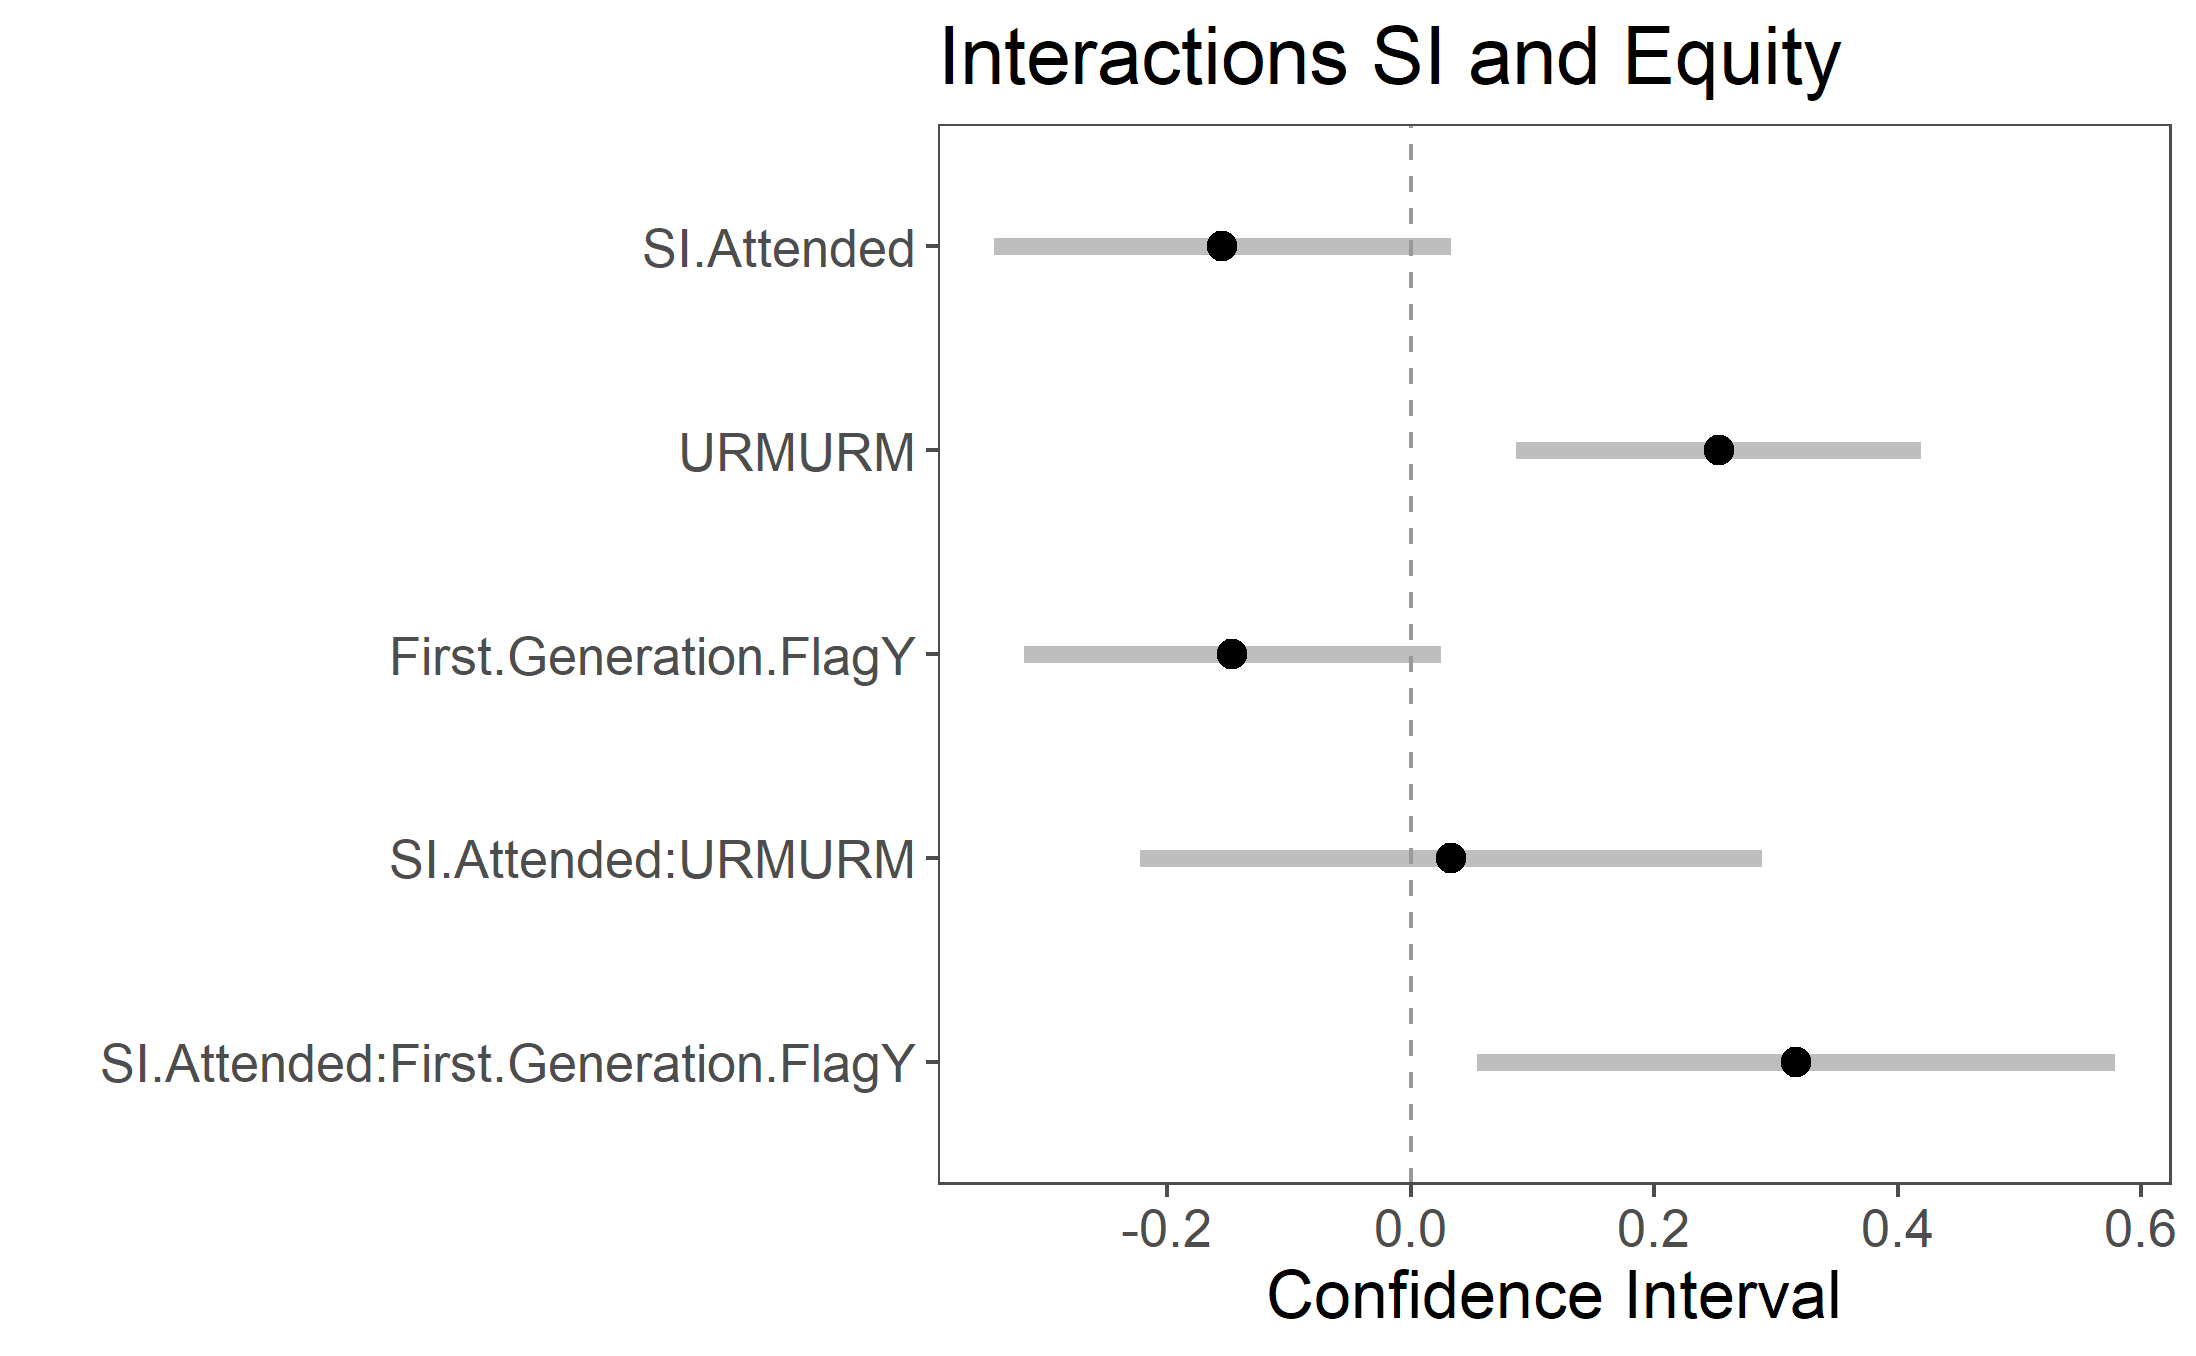 Interactions SI and Equity
SI.Attended
URMURM
First.Generation.FlagY
SI.Attended:URMURM
SI.Attended:First.Generation.FlagY
-0.2 0.0 0.2 0.4 0.6
Confidence Interval